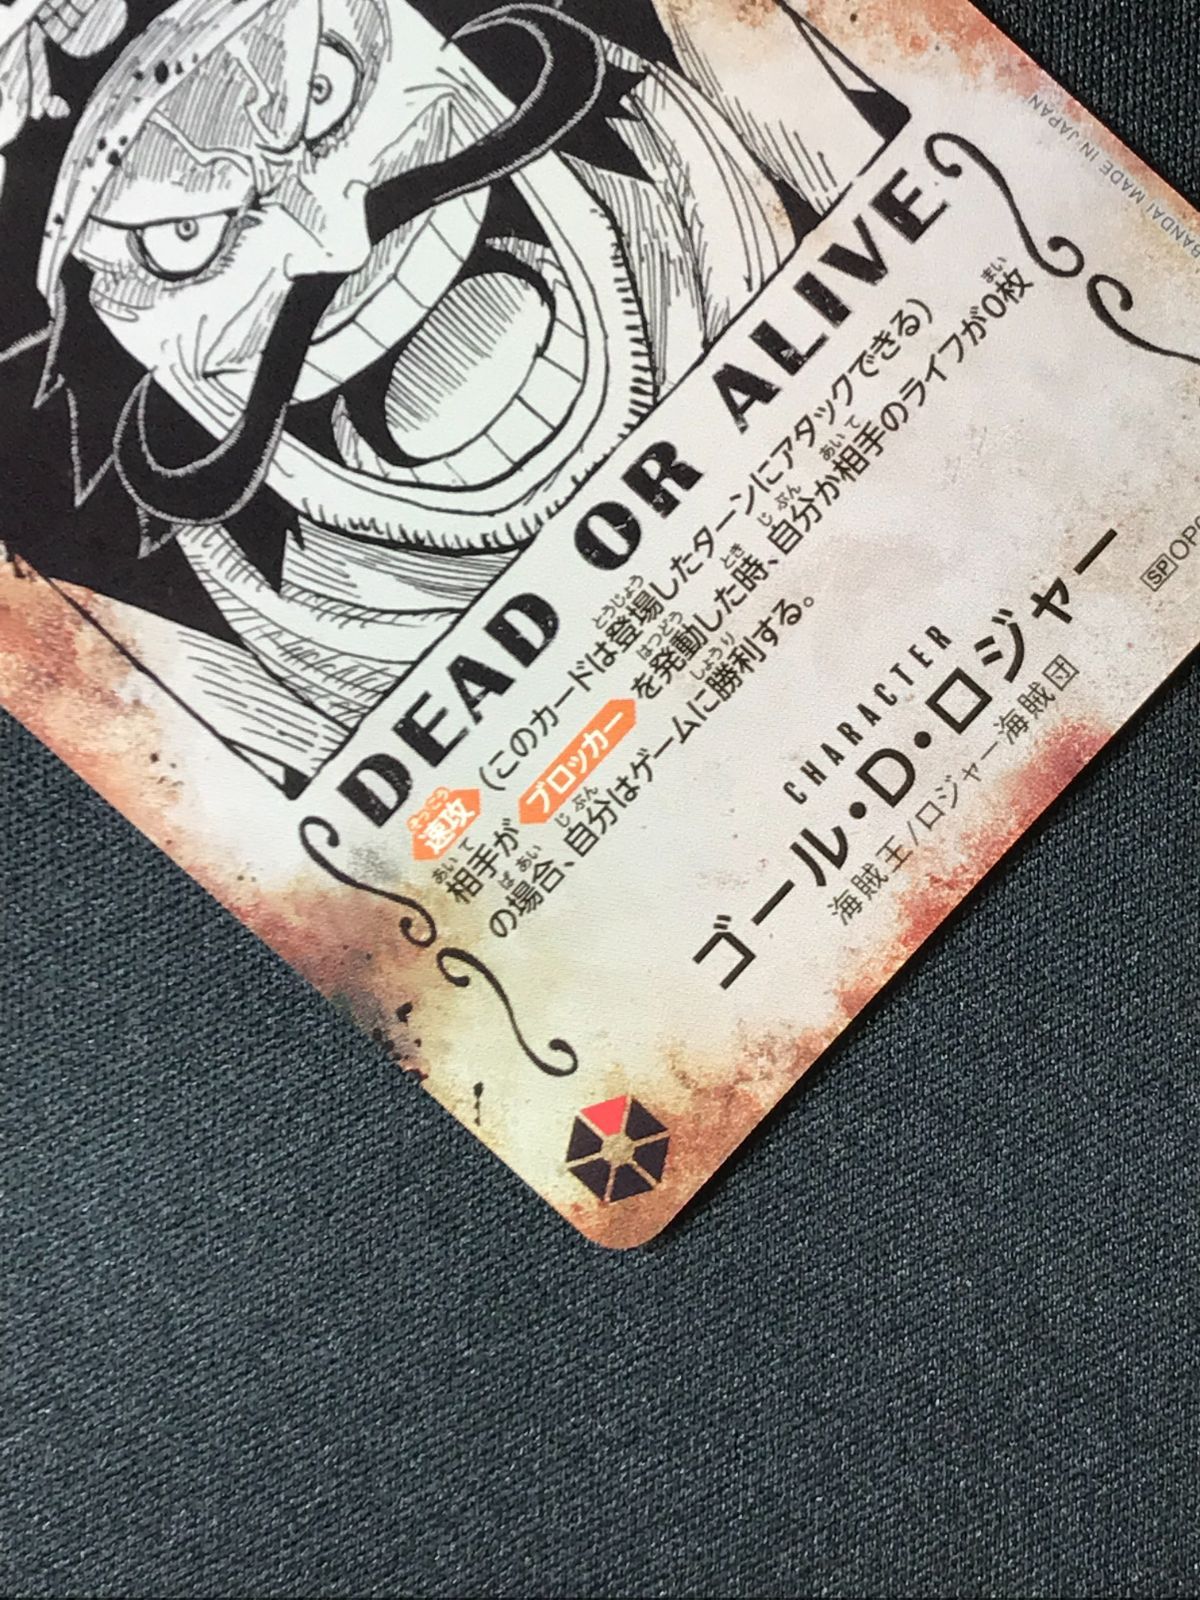 BANDAI MADE IN JAPAN
DEAD OR ALIVE
速攻 (このカードは登場したターンにアタックできる)
相手が ブロッカー を発動した時、自分か相手のライフが0枚
の場合、自分はゲームに勝利する。
CHARACTER
ゴール・D・ロジャー
海賊王/ロジャー海賊団
SP OP